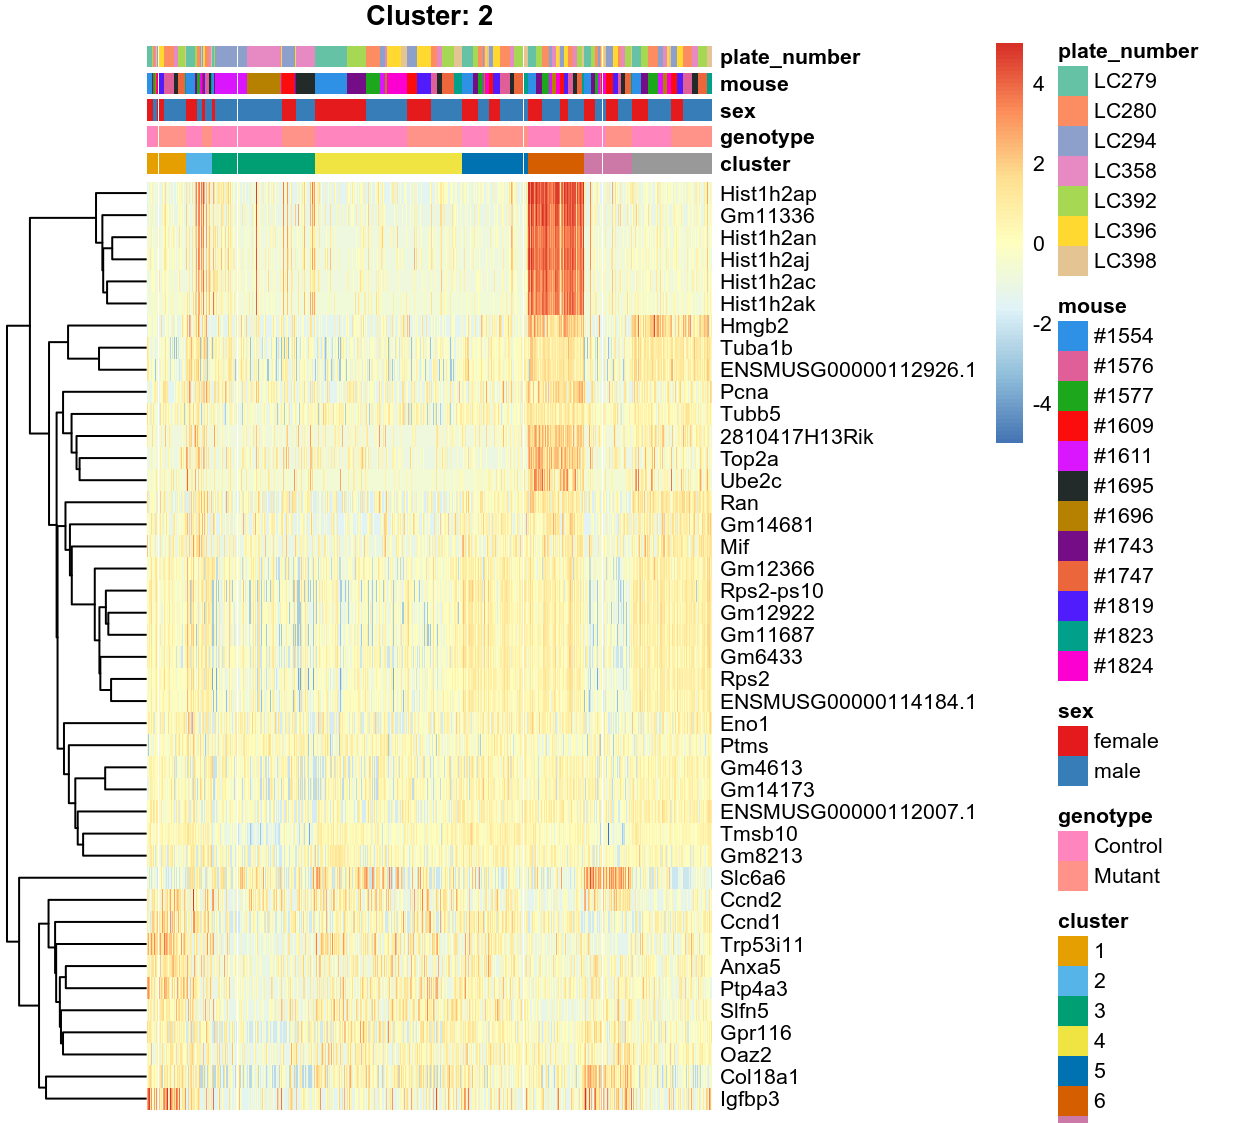 Cluster: 2
plate_number
mouse
sex
genotype
cluster
Hist1h2ap
Gm11336
Hist1h2an
Hist1h2aj
Hist1h2ac
Hist1h2ak
Hmgb2
Tuba1b
ENSMUSG00000112926.1
Pcna
Tubb5
2810417H13Rik
Top2a
Ube2c
Ran
Gm14681
Mif
Gm12366
Rps2-ps10
Gm12922
Gm11687
Gm6433
Rps2
ENSMUSG00000114184.1
Eno1
Ptms
Gm4613
Gm14173
ENSMUSG00000112007.1
Tmsb10
Gm8213
Slc6a6
Ccnd2
Ccnd1
Trp53i11
Anxa5
Ptp4a3
Slfn5
Gpr116
Oaz2
Col18a1
Igfbp3
4
2
0
-2
-4
plate_number
LC279
LC280
LC294
LC358
LC392
LC396
LC398
mouse
#1554
#1576
#1577
#1609
#1611
#1695
#1696
#1743
#1747
#1819
#1823
#1824
sex
female
male
genotype
Control
Mutant
cluster
1
2
3
4
5
6